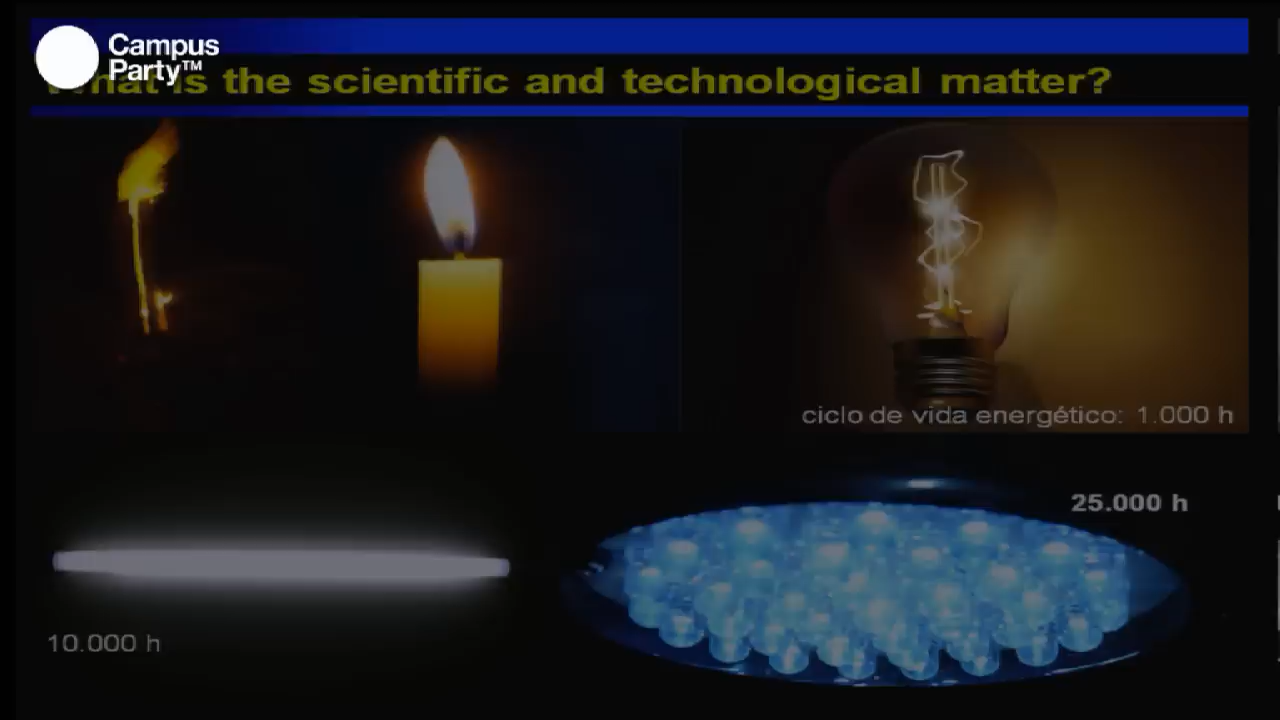 Campus
Party™
What is the scientific and technological matter?
ciclo de vida energético: 1.000 h
25.000 h
10.000 h